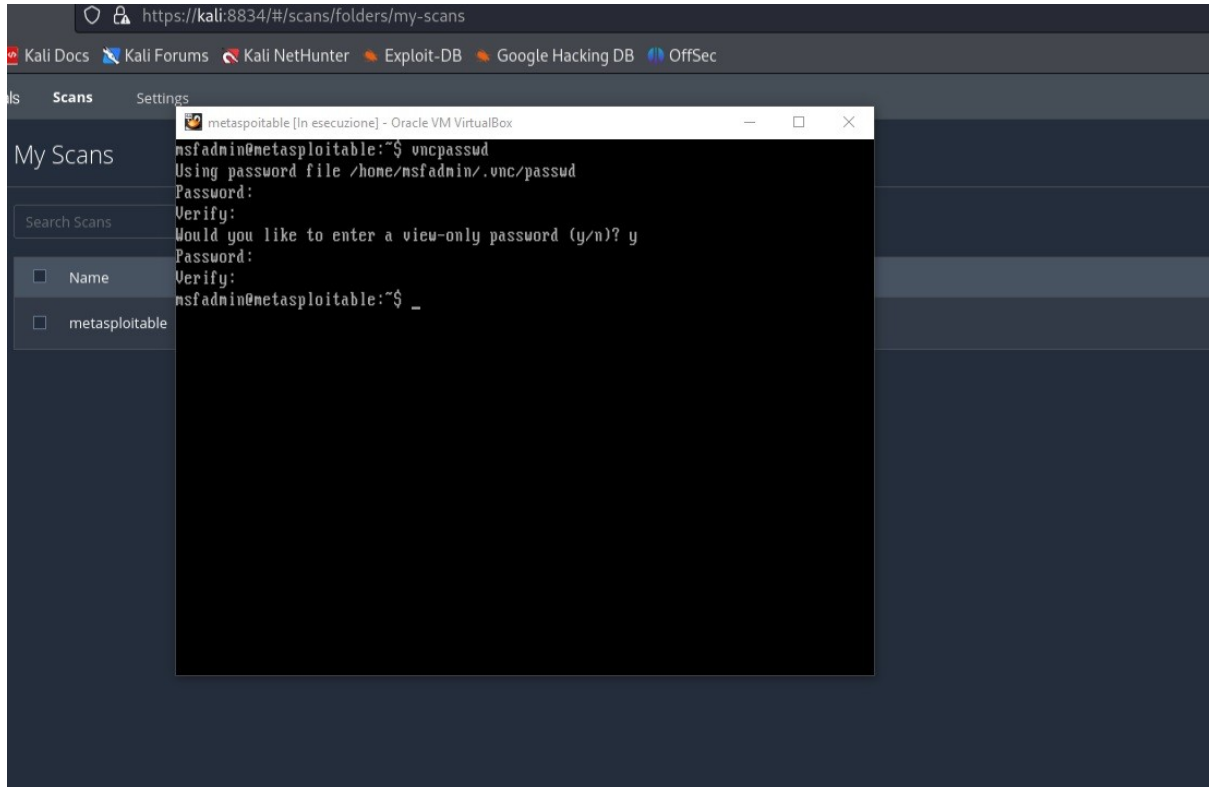 https://kali:8834/#/scans/folders/my-scans
Kali Docs Kali Forums Kali NetHunter Exploit-DB Google Hacking DB OffSec
Scans Settings
metaspoitable [In esecuzione] - Oracle VM VirtualBox
My Scans
Search Scans
Name
metasploitable
msfadmin@metasploitable:~$ vncpasswd
Using password file /home/msfadmin/.vnc/passwd
Password:
Verify:
Would you like to enter a view-only password (y/n)? y
Password:
Verify:
msfadmin@metasploitable:~$ _